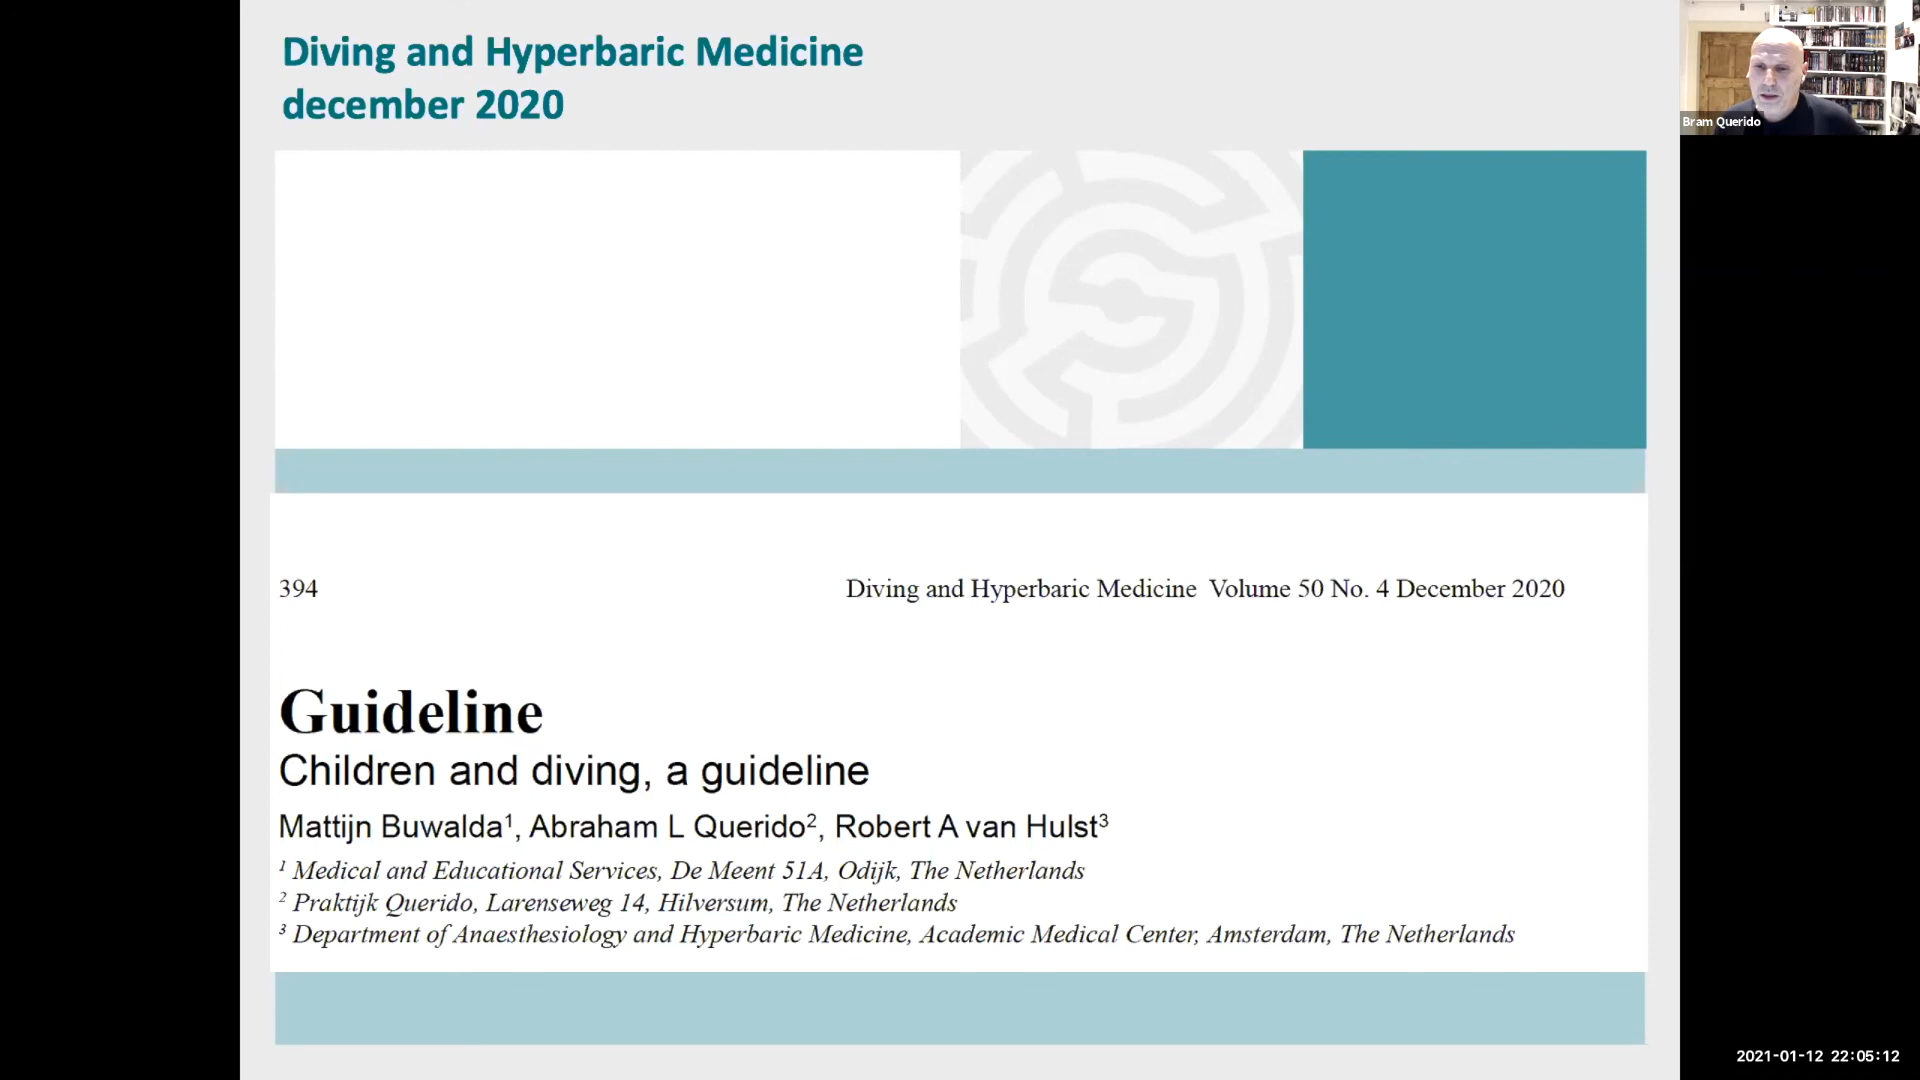 Diving and Hyperbaric Medicine
december 2020
Bram Querido
394
Diving and Hyperbaric Medicine Volume 50 No. 4 December 2020
Guideline
Children and diving, a guideline
Mattijn Buwalda¹, Abraham L Querido², Robert A van Hulst³
¹ Medical and Educational Services, De Meent 51A, Odijk, The Netherlands
² Praktijk Querido, Larenseweg 14, Hilversum, The Netherlands
³ Department of Anaesthesiology and Hyperbaric Medicine, Academic Medical Center, Amsterdam, The Netherlands
2021-01-12 22:05:12